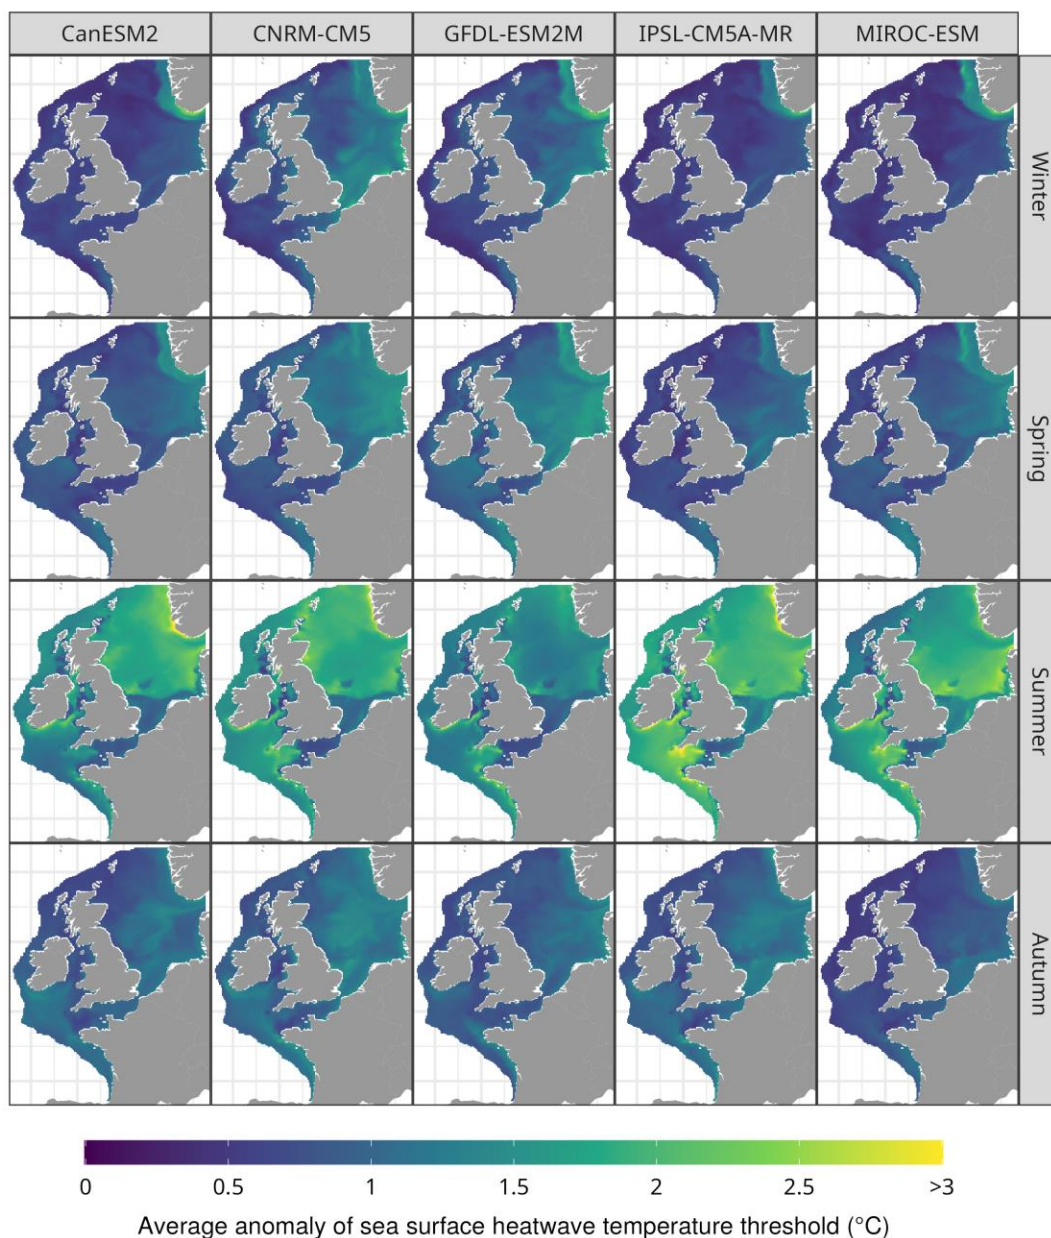 CanESM2 CNRM-CM5 GFDL-ESM2M IPSL-CM5A-MR MIROC-ESM
Winter
Spring
Summer
Autumn
0 0.5 1 1.5 2 2.5 >3
Average anomaly of sea surface heatwave temperature threshold (°C)